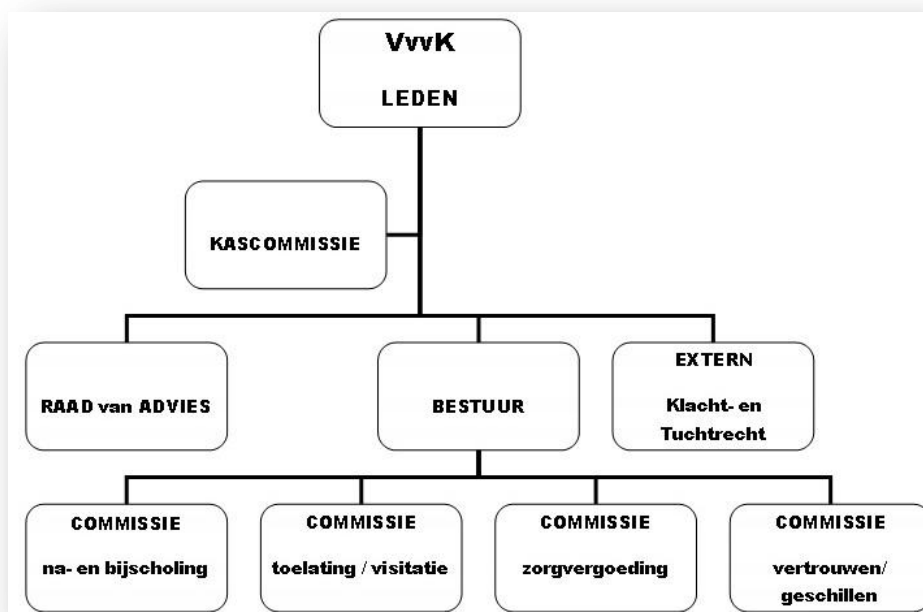 VvvK
LEDEN
KASCOMMISSIE
RAAD van ADVIES
BESTUUR
EXTERN
Klacht- en
Tuchtrecht
COMMISSIE
na- en bijscholing
COMMISSIE
toelating / visitatie
COMMISSIE
zorgvergoeding
COMMISSIE
vertrouwen/
geschillen